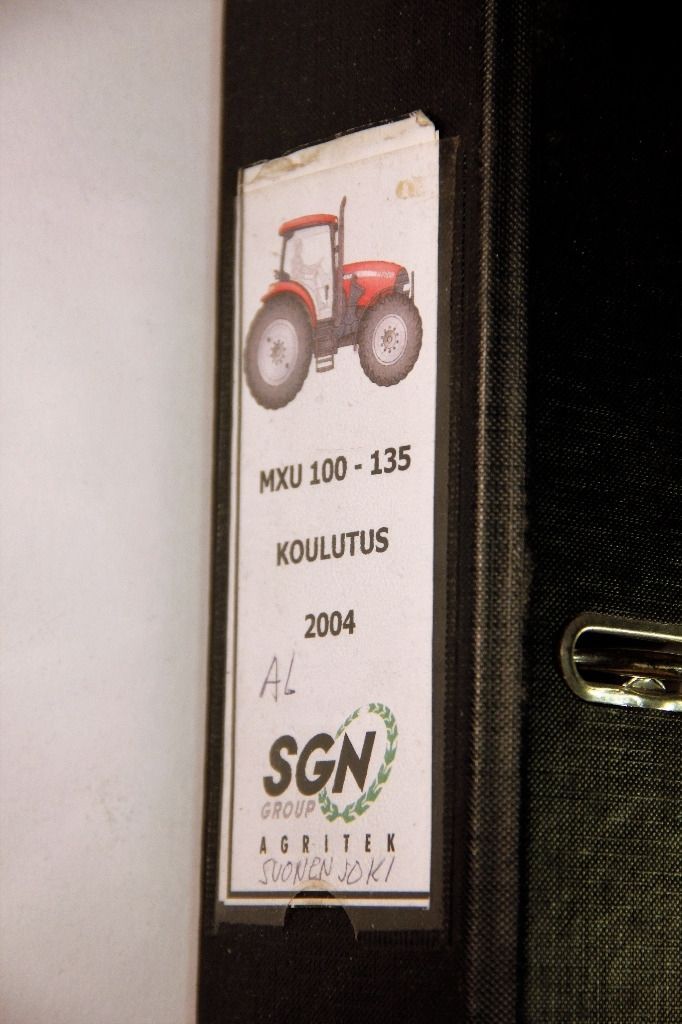 MXU 100 - 135
KOULUTUS
2004
AL
SGN
GROUP
AGRITEK
SUONENJOKI